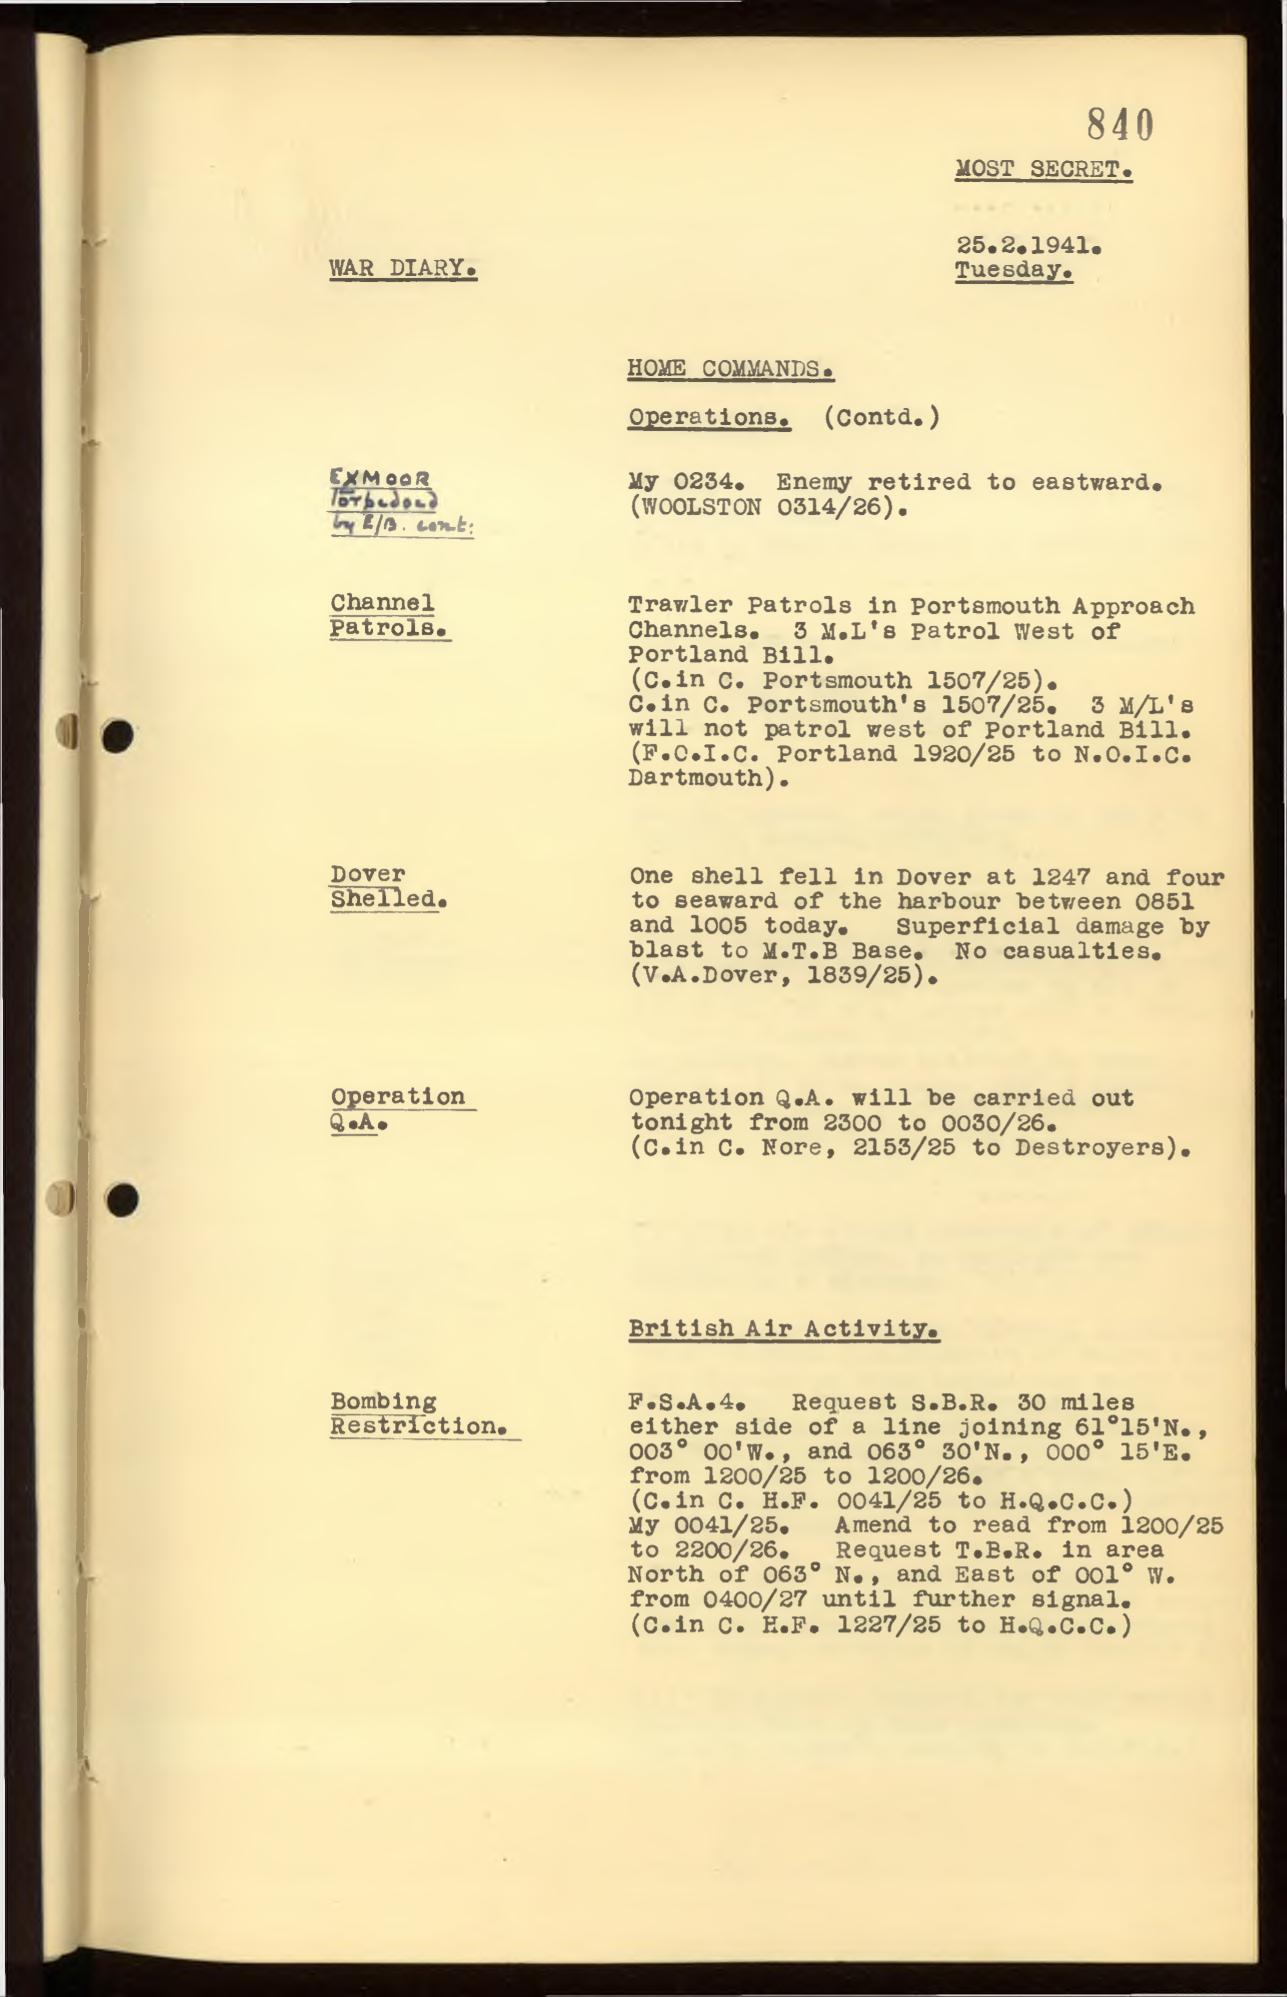 840
MOST SECRET.
25.2.1941.
WAR DIARY.
Tuesday.
HOME COMMANDS.
Operations. (Contd.)
EXMOOR
Torpedoed
by E/B. cont:
My 0234. Enemy retired to eastward.
(WOOLSTON 0314/26).
Channel
Patrols.
Trawler Patrols in Portsmouth Approach
Channels. 3 M.L's Patrol West of
Portland Bill.
(C.in C. Portsmouth 1507/25).
C.in C. Portsmouth's 1507/25. 3 M/L's
will not patrol west of Portland Bill.
(F.O.I.C. Portland 1920/25 to N.O.I.C.
Dartmouth).
Dover
Shelled.
One shell fell in Dover at 1247 and four
to seaward of the harbour between 0851
and 1005 today. Superficial damage by
blast to M.T.B Base. No casualties.
(V.A.Dover, 1839/25).
Operation
Q.A.
Operation Q.A. will be carried out
tonight from 2300 to 0030/26.
(C.in C. Nore, 2153/25 to Destroyers).
British Air Activity.
Bombing
Restriction.
F.S.A.4. Request S.B.R. 30 miles
either side of a line joining 61°15'N.,
003° 00'W., and 063° 30'N., 000° 15'E.
from 1200/25 to 1200/26.
(C.in C. H.F. 0041/25 to H.Q.C.C.)
My 0041/25. Amend to read from 1200/25
to 2200/26. Request T.B.R. in area
North of 063° N., and East of 001° W.
from 0400/27 until further signal.
(C.in C. H.F. 1227/25 to H.Q.C.C.)